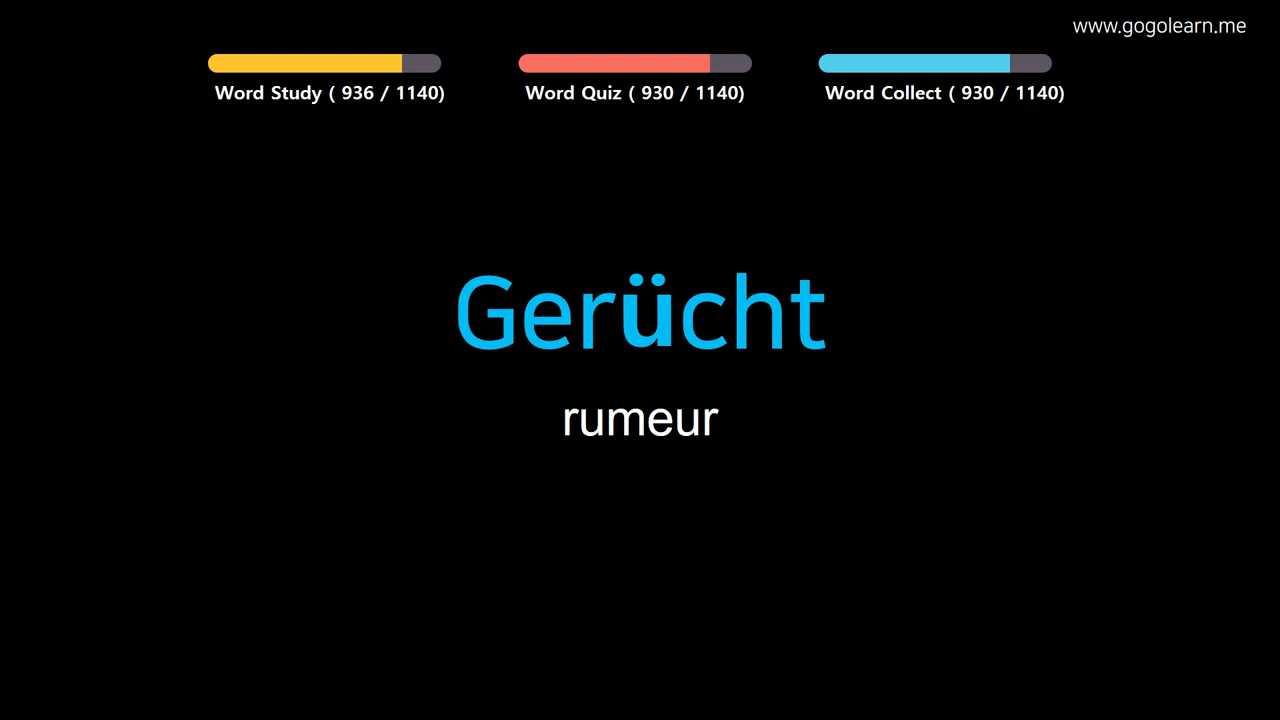 www.gogolearn.me
Word Study ( 936 / 1140)
Word Quiz ( 930 / 1140)
Word Collect ( 930 / 1140)
Gerücht
rumeur